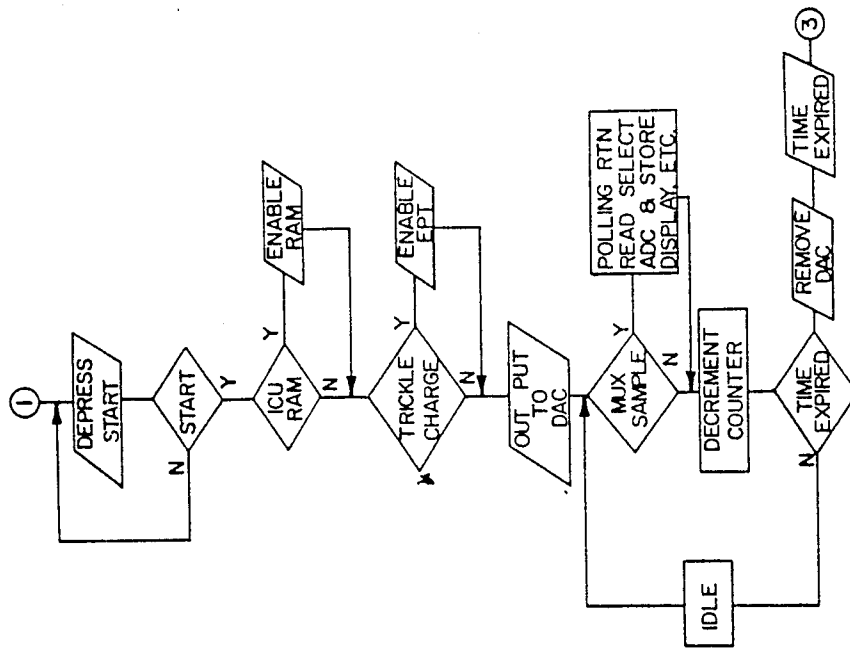 1
DEPRESS
START
START
N
Y
ICU
RAM
Y
N
ENABLE
RAM
TRICKLE
CHARGE
Y
N
ENABLE
EPT
OUT PUT
TO
DAC
MUX
SAMPLE
Y
N
POLLING RTN
READ SELECT
ADC & STORE
DISPLAY, ETC.
DECREMENT
COUNTER
TIME
EXPIRED
N
IDLE
REMOVE
DAC
TIME
EXPIRED
3